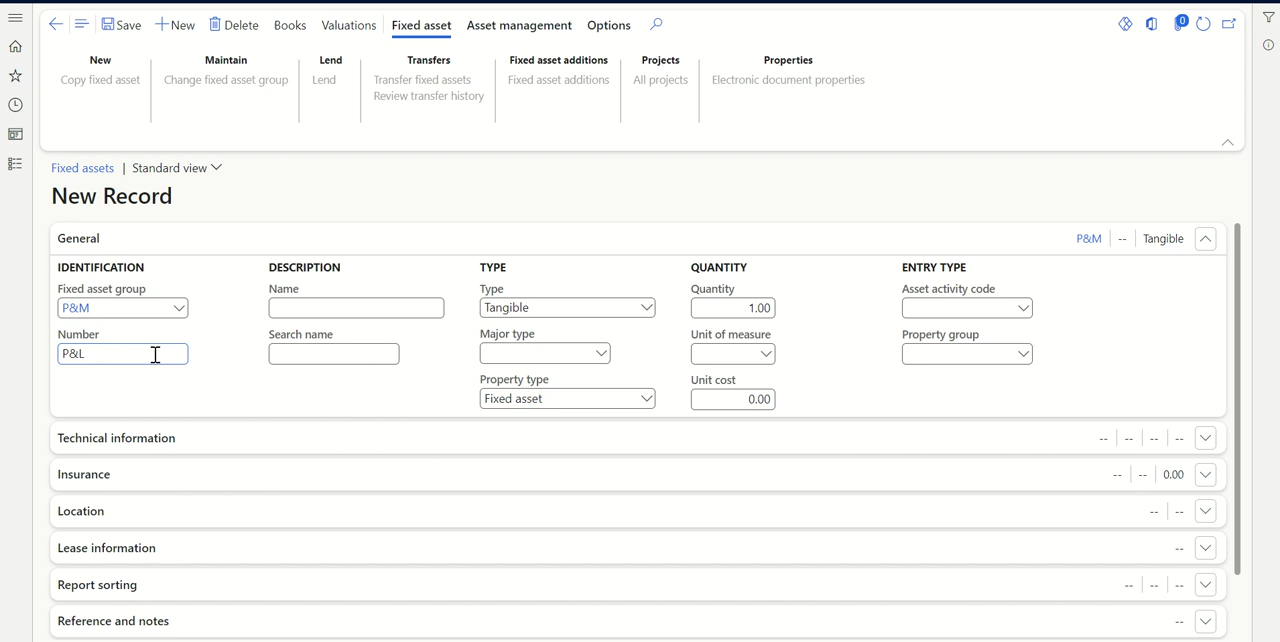 Save
New
Delete
Books
Valuations
Fixed asset
Asset management
Options
0
New
Maintain
Lend
Transfers
Fixed asset additions
Projects
Properties
Copy fixed asset
Change fixed asset group
Lend
Transfer fixed assets
Fixed asset additions
All projects
Electronic document properties
Review transfer history
Fixed assets | Standard view
New Record
General
P&M
--
Tangible
IDENTIFICATION
DESCRIPTION
TYPE
QUANTITY
ENTRY TYPE
Fixed asset group
Name
Type
Quantity
Asset activity code
P&M
Tangible
1.00
Number
Search name
Major type
Unit of measure
Property group
P&L
Property type
Unit cost
Fixed asset
0.00
Technical information
-- -- -- --
Insurance
-- -- 0.00
Location
-- --
Lease information
--
Report sorting
-- -- --
Reference and notes
--